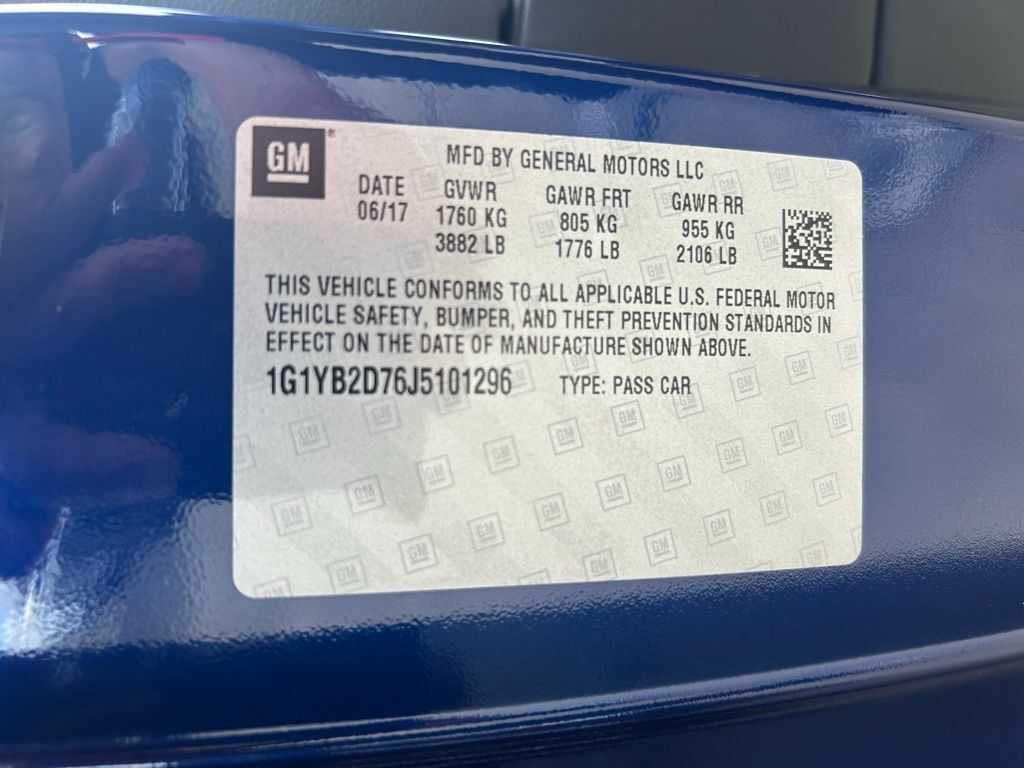 GM®
MFD BY GENERAL MOTORS LLC
DATE GVWR GAWR FRT GAWR RR
06/17 1760 KG 805 KG 955 KG
3882 LB 1776 LB 2106 LB
THIS VEHICLE CONFORMS TO ALL APPLICABLE U.S. FEDERAL MOTOR
VEHICLE SAFETY, BUMPER, AND THEFT PREVENTION STANDARDS IN
EFFECT ON THE DATE OF MANUFACTURE SHOWN ABOVE.
1G1YB2D76J5101296 TYPE: PASS CAR